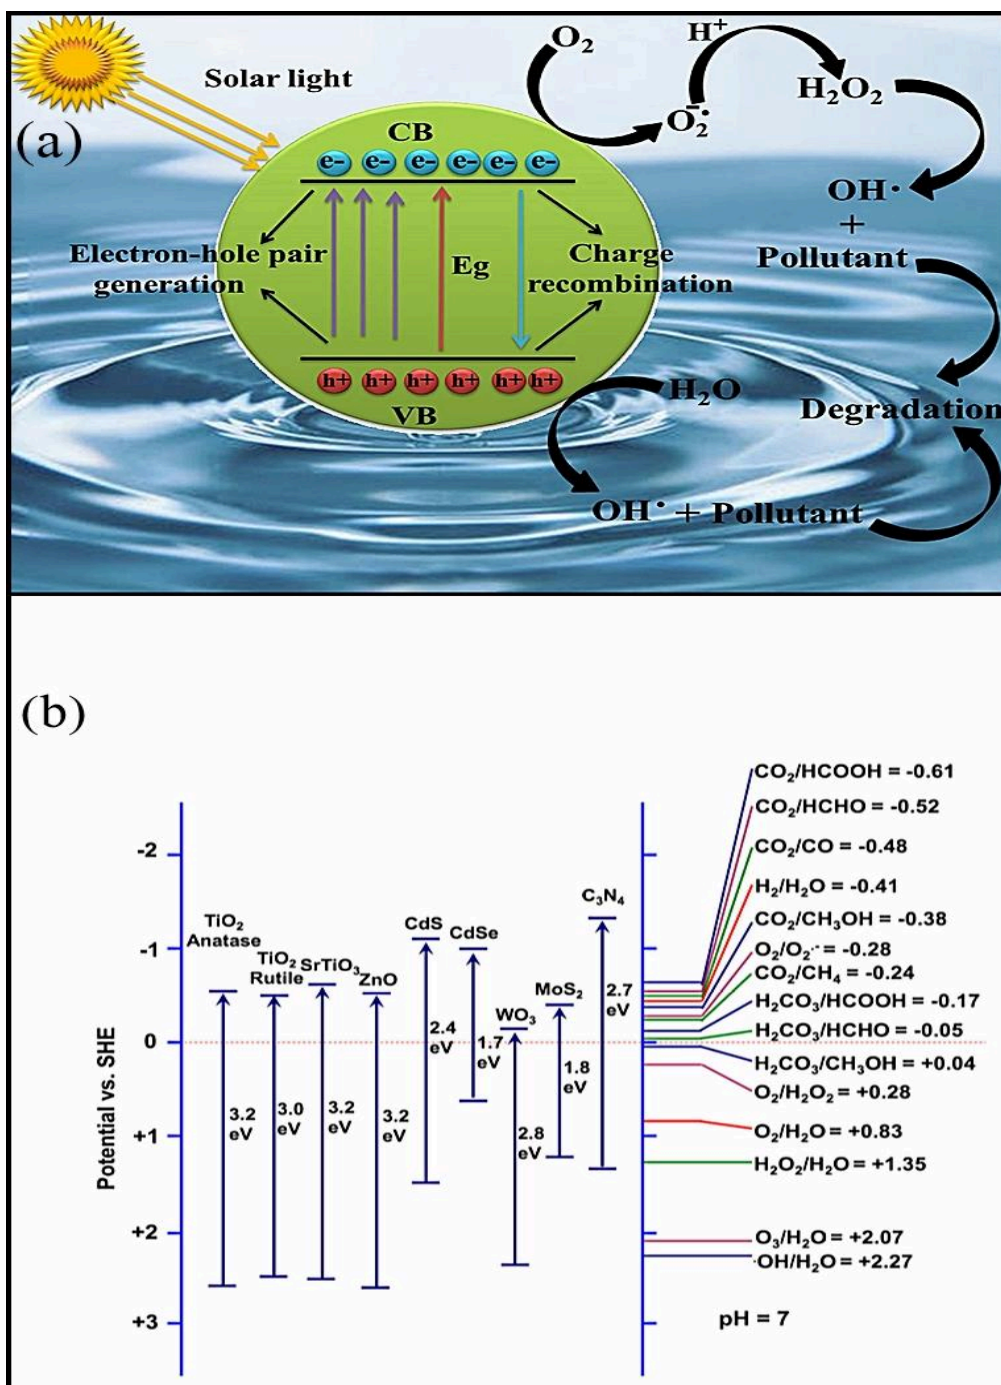 Solar light
(a)
CB
e– e– e– e– e– e–
Electron-hole pair
generation
Eg
Charge
recombination
h+ h+ h+ h+ h+ h+
VB
O₂
O₂⁻•
H⁺
H₂O₂
OH•
+
Pollutant
Degradation
H₂O
OH• + Pollutant
(b)
Potential vs. SHE
-2
-1
0
+1
+2
+3
TiO₂
Anatase
3.2
eV
TiO₂
Rutile
3.0
eV
SrTiO₃
3.2
eV
ZnO
3.2
eV
CdS
2.4
eV
CdSe
1.7
eV
WO₃
2.8
eV
MoS₂
1.8
eV
C₃N₄
2.7
eV
CO₂/HCOOH = -0.61
CO₂/HCHO = -0.52
CO₂/CO = -0.48
H₂/H₂O = -0.41
CO₂/CH₃OH = -0.38
O₂/O₂·⁻ = -0.28
CO₂/CH₄ = -0.24
H₂CO₃/HCOOH = -0.17
H₂CO₃/HCHO = -0.05
H₂CO₃/CH₃OH = +0.04
O₂/H₂O₂ = +0.28
O₂/H₂O = +0.83
H₂O₂/H₂O = +1.35
O₃/H₂O = +2.07
·OH/H₂O = +2.27
pH = 7